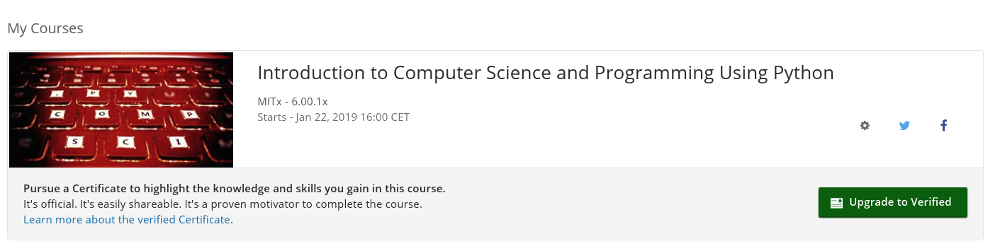 My Courses
Introduction to Computer Science and Programming Using Python
MITx - 6.00.1x
Starts - Jan 22, 2019 16:00 CET
. P Y
C O M P
S C I
Pursue a Certificate to highlight the knowledge and skills you gain in this course.
It's official. It's easily shareable. It's a proven motivator to complete the course.
Upgrade to Verified
Learn more about the verified Certificate.